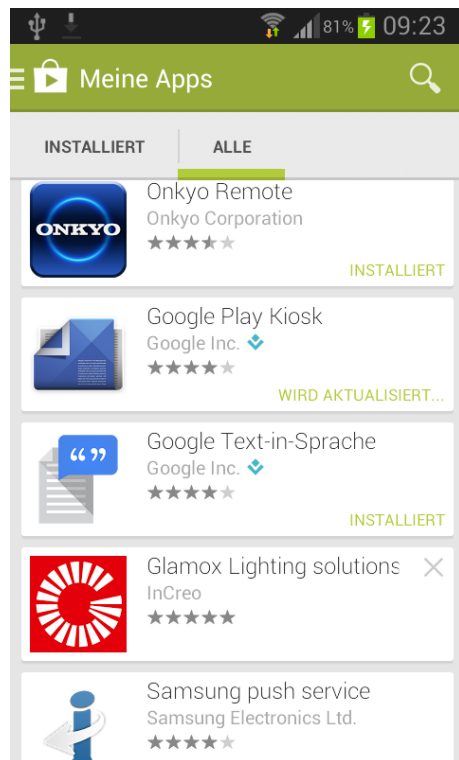 81% 09:23
Meine Apps
INSTALLIERT ALLE
Onkyo Remote
ONKYO
Onkyo Corporation
INSTALLIERT
Google Play Kiosk
Google Inc.
WIRD AKTUALISIERT...
Google Text-in-Sprache
Google Inc.
INSTALLIERT
Glamox Lighting solutions
InCreo
Samsung push service
Samsung Electronics Ltd.